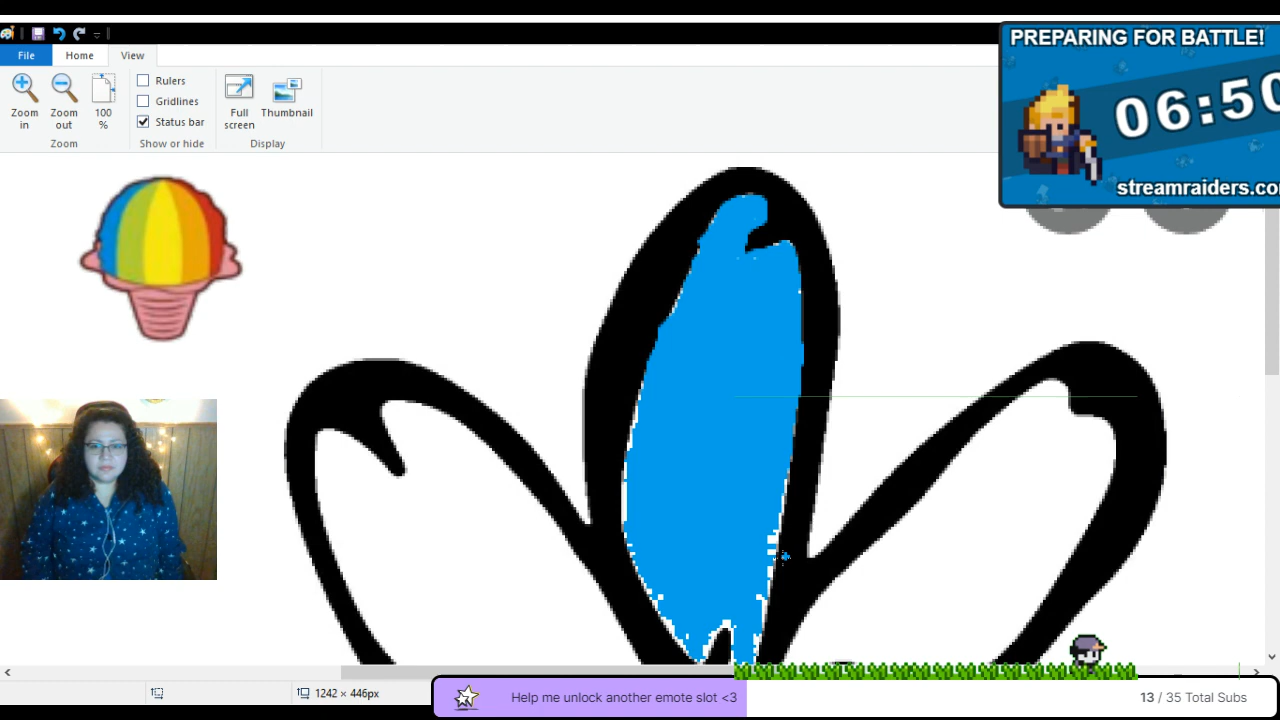 PREPARING FOR BATTLE!
File Home View
Rulers
Gridlines
Status bar
Zoom in
Zoom out
100 %
Full screen
Thumbnail
Zoom
Show or hide
Display
06:50
streamraiders.co
1242 × 446px
Help me unlock another emote slot <3
13 / 35 Total Subs